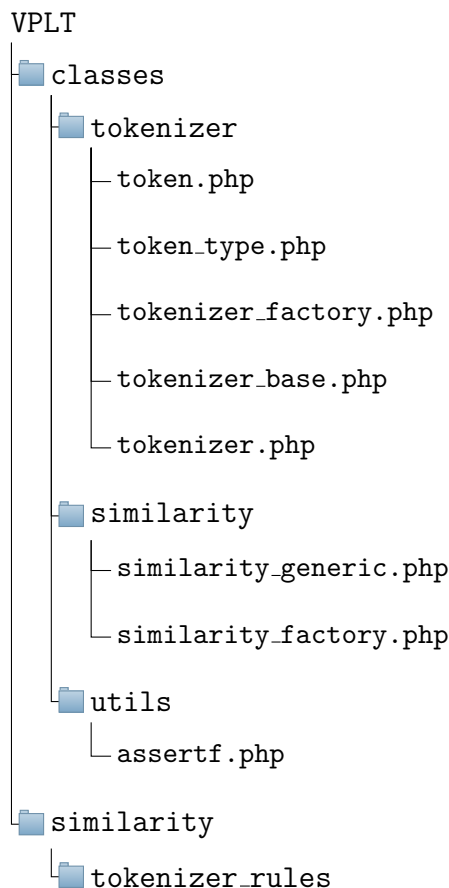 VPLT
classes
tokenizer
token.php
token_type.php
tokenizer_factory.php
tokenizer_base.php
tokenizer.php
similarity
similarity_generic.php
similarity_factory.php
utils
assertf.php
similarity
tokenizer_rules